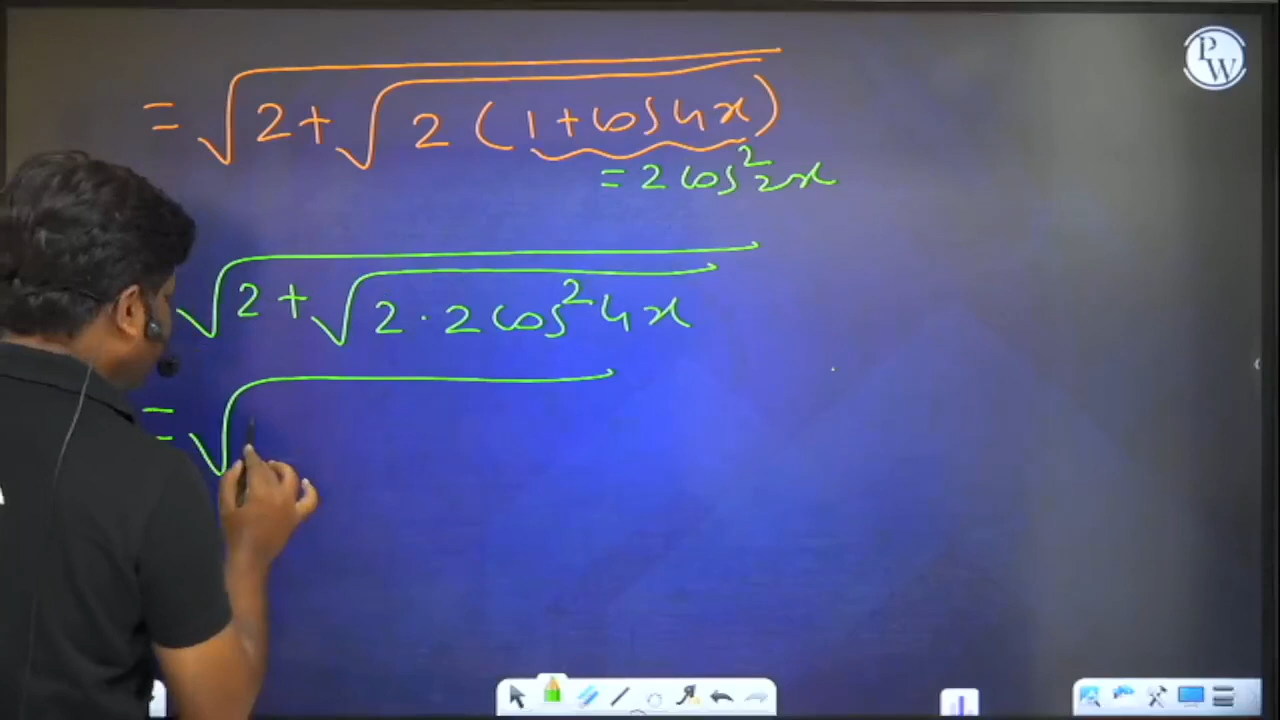 PW
= √(2 + √(2 (1 + cos 4x)))
= 2 cos² 2x
√(2 + √(2 · 2 cos² 4x))
= √